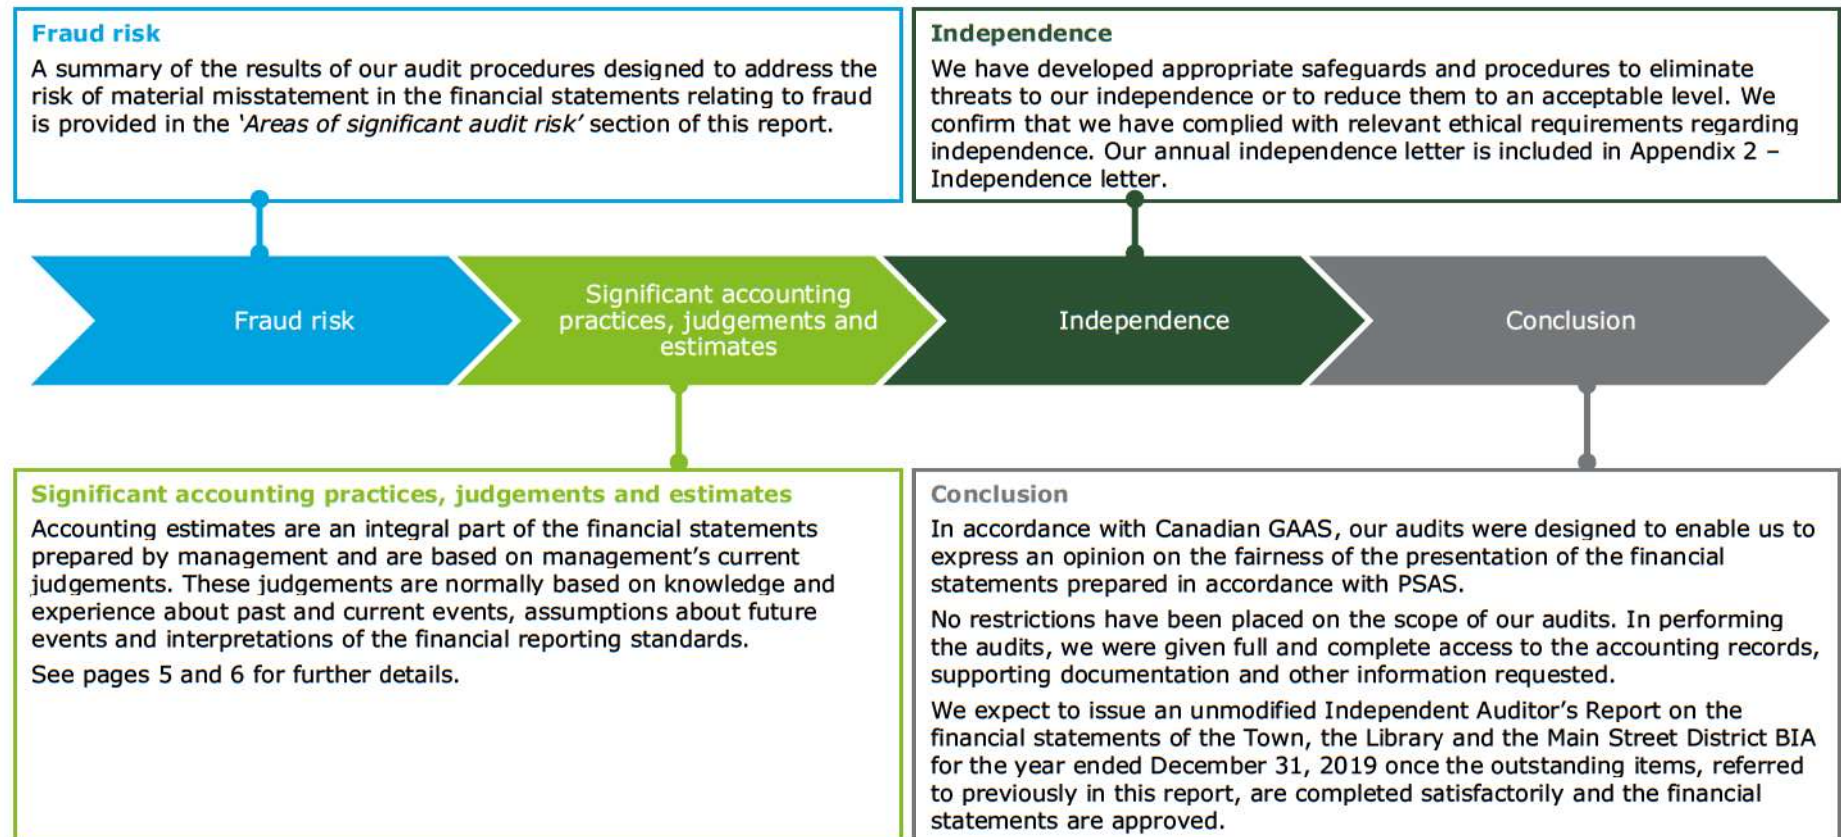 Fraud risk
A summary of the results of our audit procedures designed to address the
risk of material misstatement in the financial statements relating to fraud
is provided in the ‘Areas of significant audit risk’ section of this report.
Independence
We have developed appropriate safeguards and procedures to eliminate
threats to our independence or to reduce them to an acceptable level. We
confirm that we have complied with relevant ethical requirements regarding
independence. Our annual independence letter is included in Appendix 2 –
Independence letter.
Fraud risk
Significant accounting
practices, judgements and
estimates
Independence
Conclusion
Significant accounting practices, judgements and estimates
Accounting estimates are an integral part of the financial statements
prepared by management and are based on management’s current
judgements. These judgements are normally based on knowledge and
experience about past and current events, assumptions about future
events and interpretations of the financial reporting standards.
See pages 5 and 6 for further details.
Conclusion
In accordance with Canadian GAAS, our audits were designed to enable us to
express an opinion on the fairness of the presentation of the financial
statements prepared in accordance with PSAS.
No restrictions have been placed on the scope of our audits. In performing
the audits, we were given full and complete access to the accounting records,
supporting documentation and other information requested.
We expect to issue an unmodified Independent Auditor’s Report on the
financial statements of the Town, the Library and the Main Street District BIA
for the year ended December 31, 2019 once the outstanding items, referred
to previously in this report, are completed satisfactorily and the financial
statements are approved.